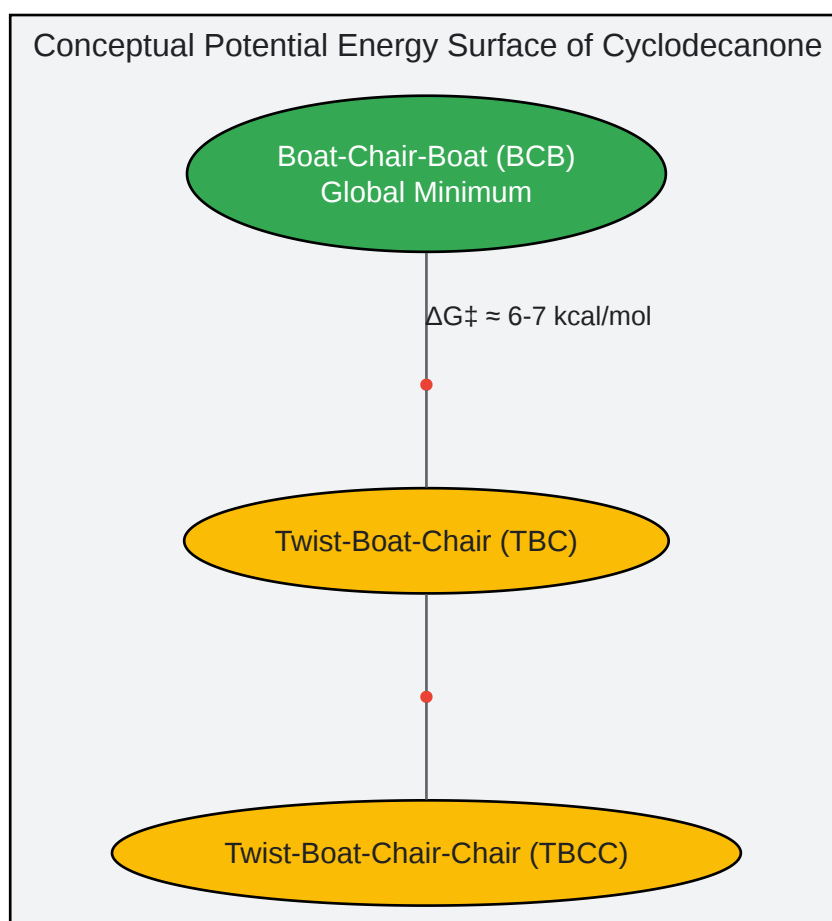 Conceptual Potential Energy Surface of Cyclodecanone
Boat-Chair-Boat (BCB)
Global Minimum
ΔG‡ ≈ 6-7 kcal/mol
Twist-Boat-Chair (TBC)
Twist-Boat-Chair-Chair (TBCC)